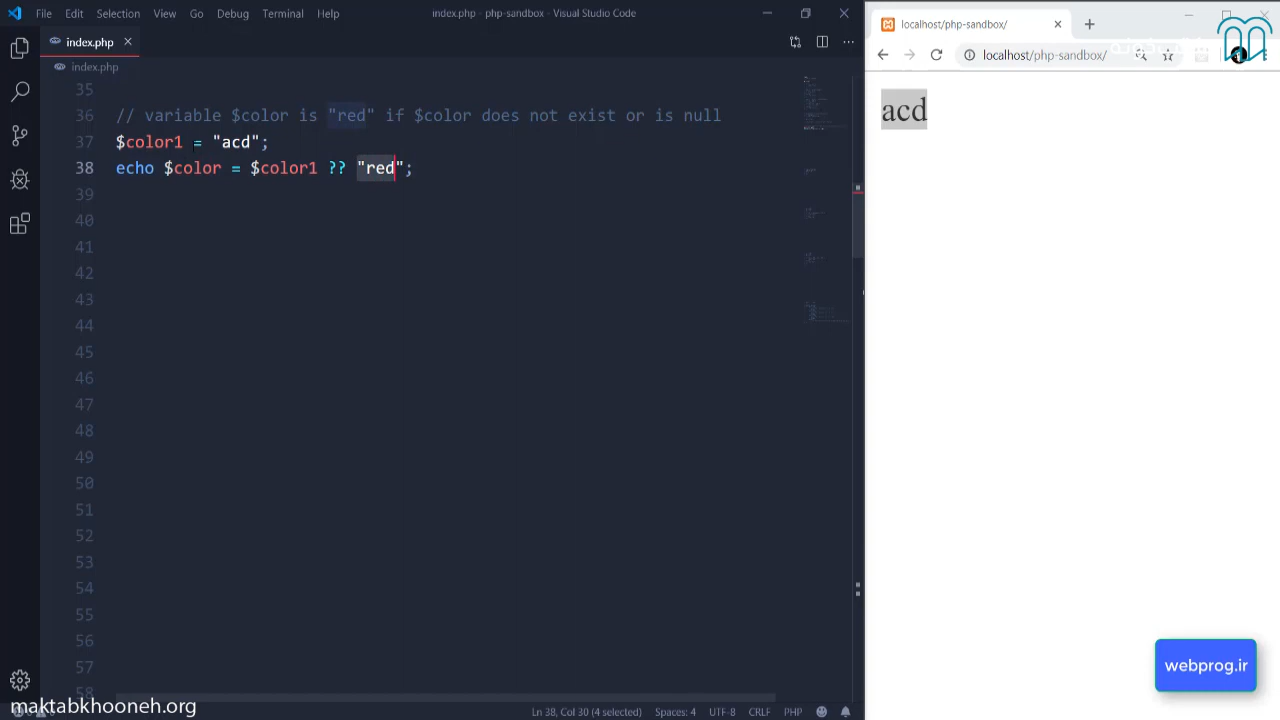 File Edit Selection View Go Debug Terminal Help
index.php - php-sandbox - Visual Studio Code
index.php
index.php
35
36 // variable $color is "red" if $color does not exist or is null
37 $color1 = "acd";
38 echo $color = $color1 ?? "red";
39
40
41
42
43
44
45
46
47
48
49
50
51
52
53
54
55
56
57
58
Ln 38, Col 30 (4 selected) Spaces: 4 UTF-8 CRLF PHP
maktabkhooneh.org
localhost/php-sandbox/
localhost/php-sandbox/
acd
webprog.ir